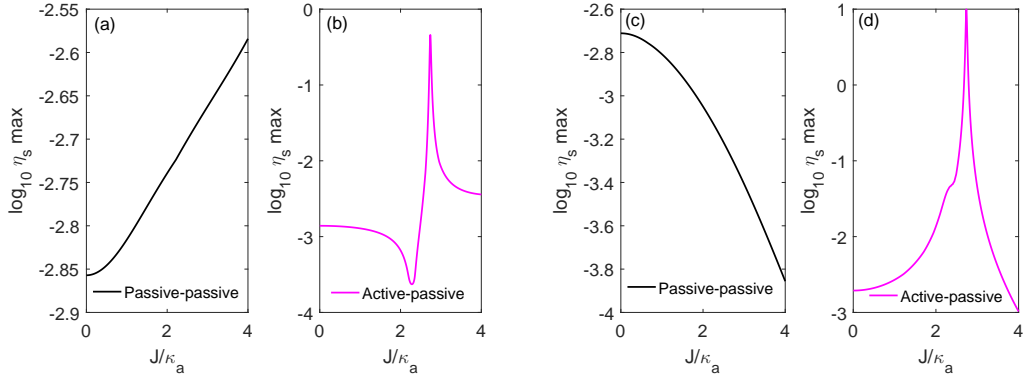 (a)
-2.55
-2.6
-2.65
-2.7
-2.75
-2.8
-2.85
-2.9
log10 ηs max
Passive-passive
0
2
4
J/κa
(b)
0
-1
-2
-3
-4
log10 ηs max
Active-passive
0
2
4
J/κa
(c)
-2.6
-3
-3.2
-3.4
-3.6
-3.8
-4
log10 ηs max
Passive-passive
0
2
4
J/κa
(d)
1
0
-1
-2
-3
log10 ηs max
Active-passive
0
2
4
J/κa